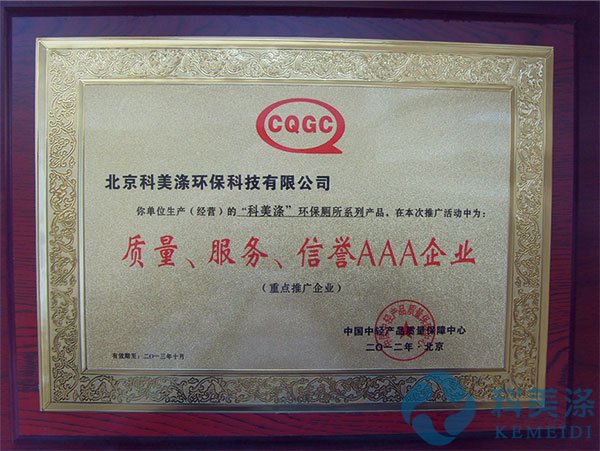 CQGC
北京科美涤环保科技有限公司
你单位生产（经营）的“科美涤”环保厕所系列产品、在本次推广活动中为：
质量、服务、信誉AAA企业
（重点推广企业）
中国中轻产品质量保障中心
二〇一二年·北京
有效期至：二〇一三年十月
科美涤
KEMEIDI